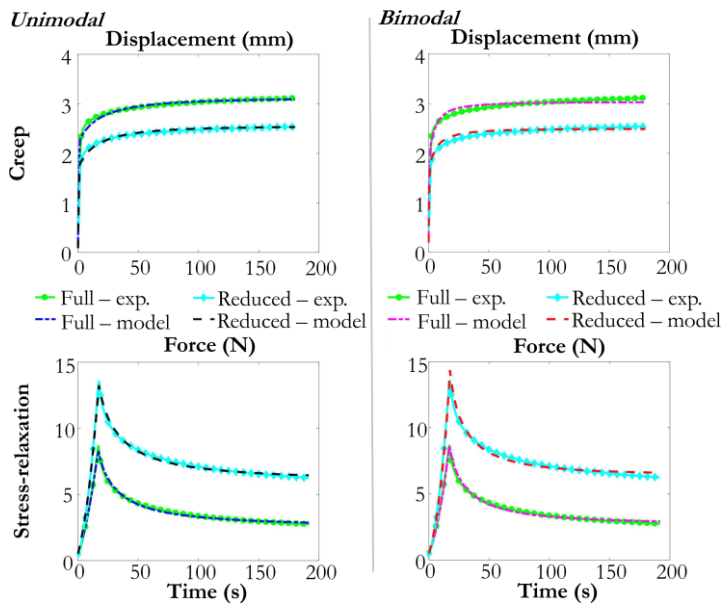 Unimodal
Bimodal
Displacement (mm)
Displacement (mm)
Creep
4
3
2
1
0
0 50 100 150 200
4
3
2
1
0
0 50 100 150 200
Full – exp. Reduced – exp.
Full – model Reduced – model
Full – exp. Reduced – exp.
Full – model Reduced – model
Force (N)
Force (N)
Stress-relaxation
15
10
5
0
0 50 100 150 200
Time (s)
15
10
5
0
0 50 100 150 200
Time (s)